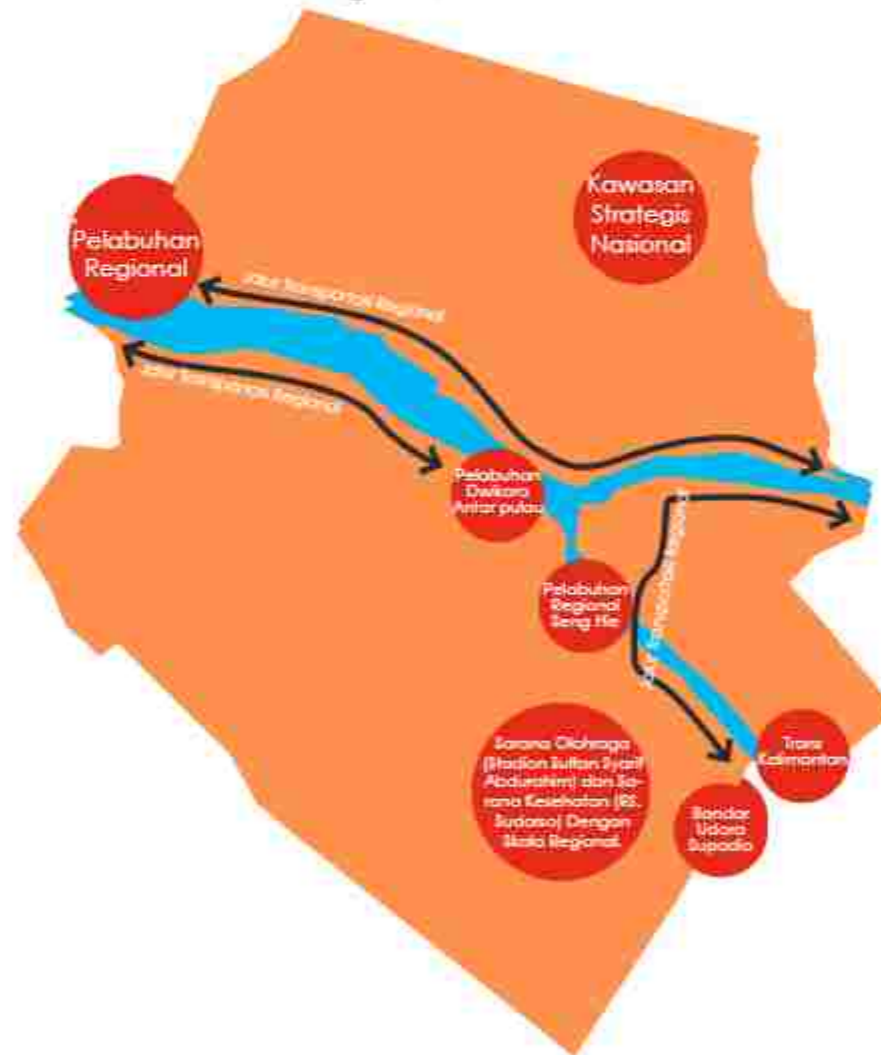 Kawasan
Strategis
Nasional
Pelabuhan
Regional
Jalur Transportasi Regional
Jalur Transportasi Regional
Pelabuhan
Dwikora
Antar pulau
Jalur Transportasi Regional
Pelabuhan
Regional
Seng Hie
Sarana Olahraga
(Stadion Sultan Syarif
Abdurahim) dan Sa-
rana Kesehatan (RS.
Sudarso) Dengan
Skala Regional.
Trans
Kalimantan
Bandar
Udara
Supadio